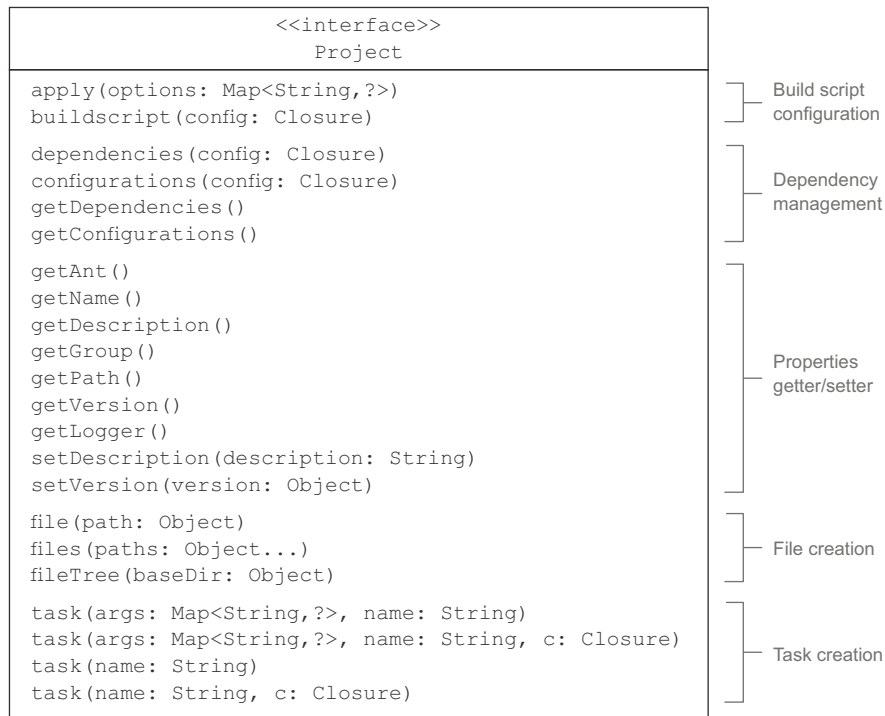 <<interface>>
Project
apply(options: Map<String,?>)
buildscript(config: Closure)
Build script
configuration
dependencies(config: Closure)
configurations(config: Closure)
getDependencies()
getConfigurations()
Dependency
management
getAnt()
getName()
getDescription()
getGroup()
getPath()
getVersion()
getLogger()
setDescription(description: String)
setVersion(version: Object)
Properties
getter/setter
file(path: Object)
files(paths: Object...)
fileTree(baseDir: Object)
File creation
task(args: Map<String,?>, name: String)
task(args: Map<String,?>, name: String, c: Closure)
task(name: String)
task(name: String, c: Closure)
Task creation